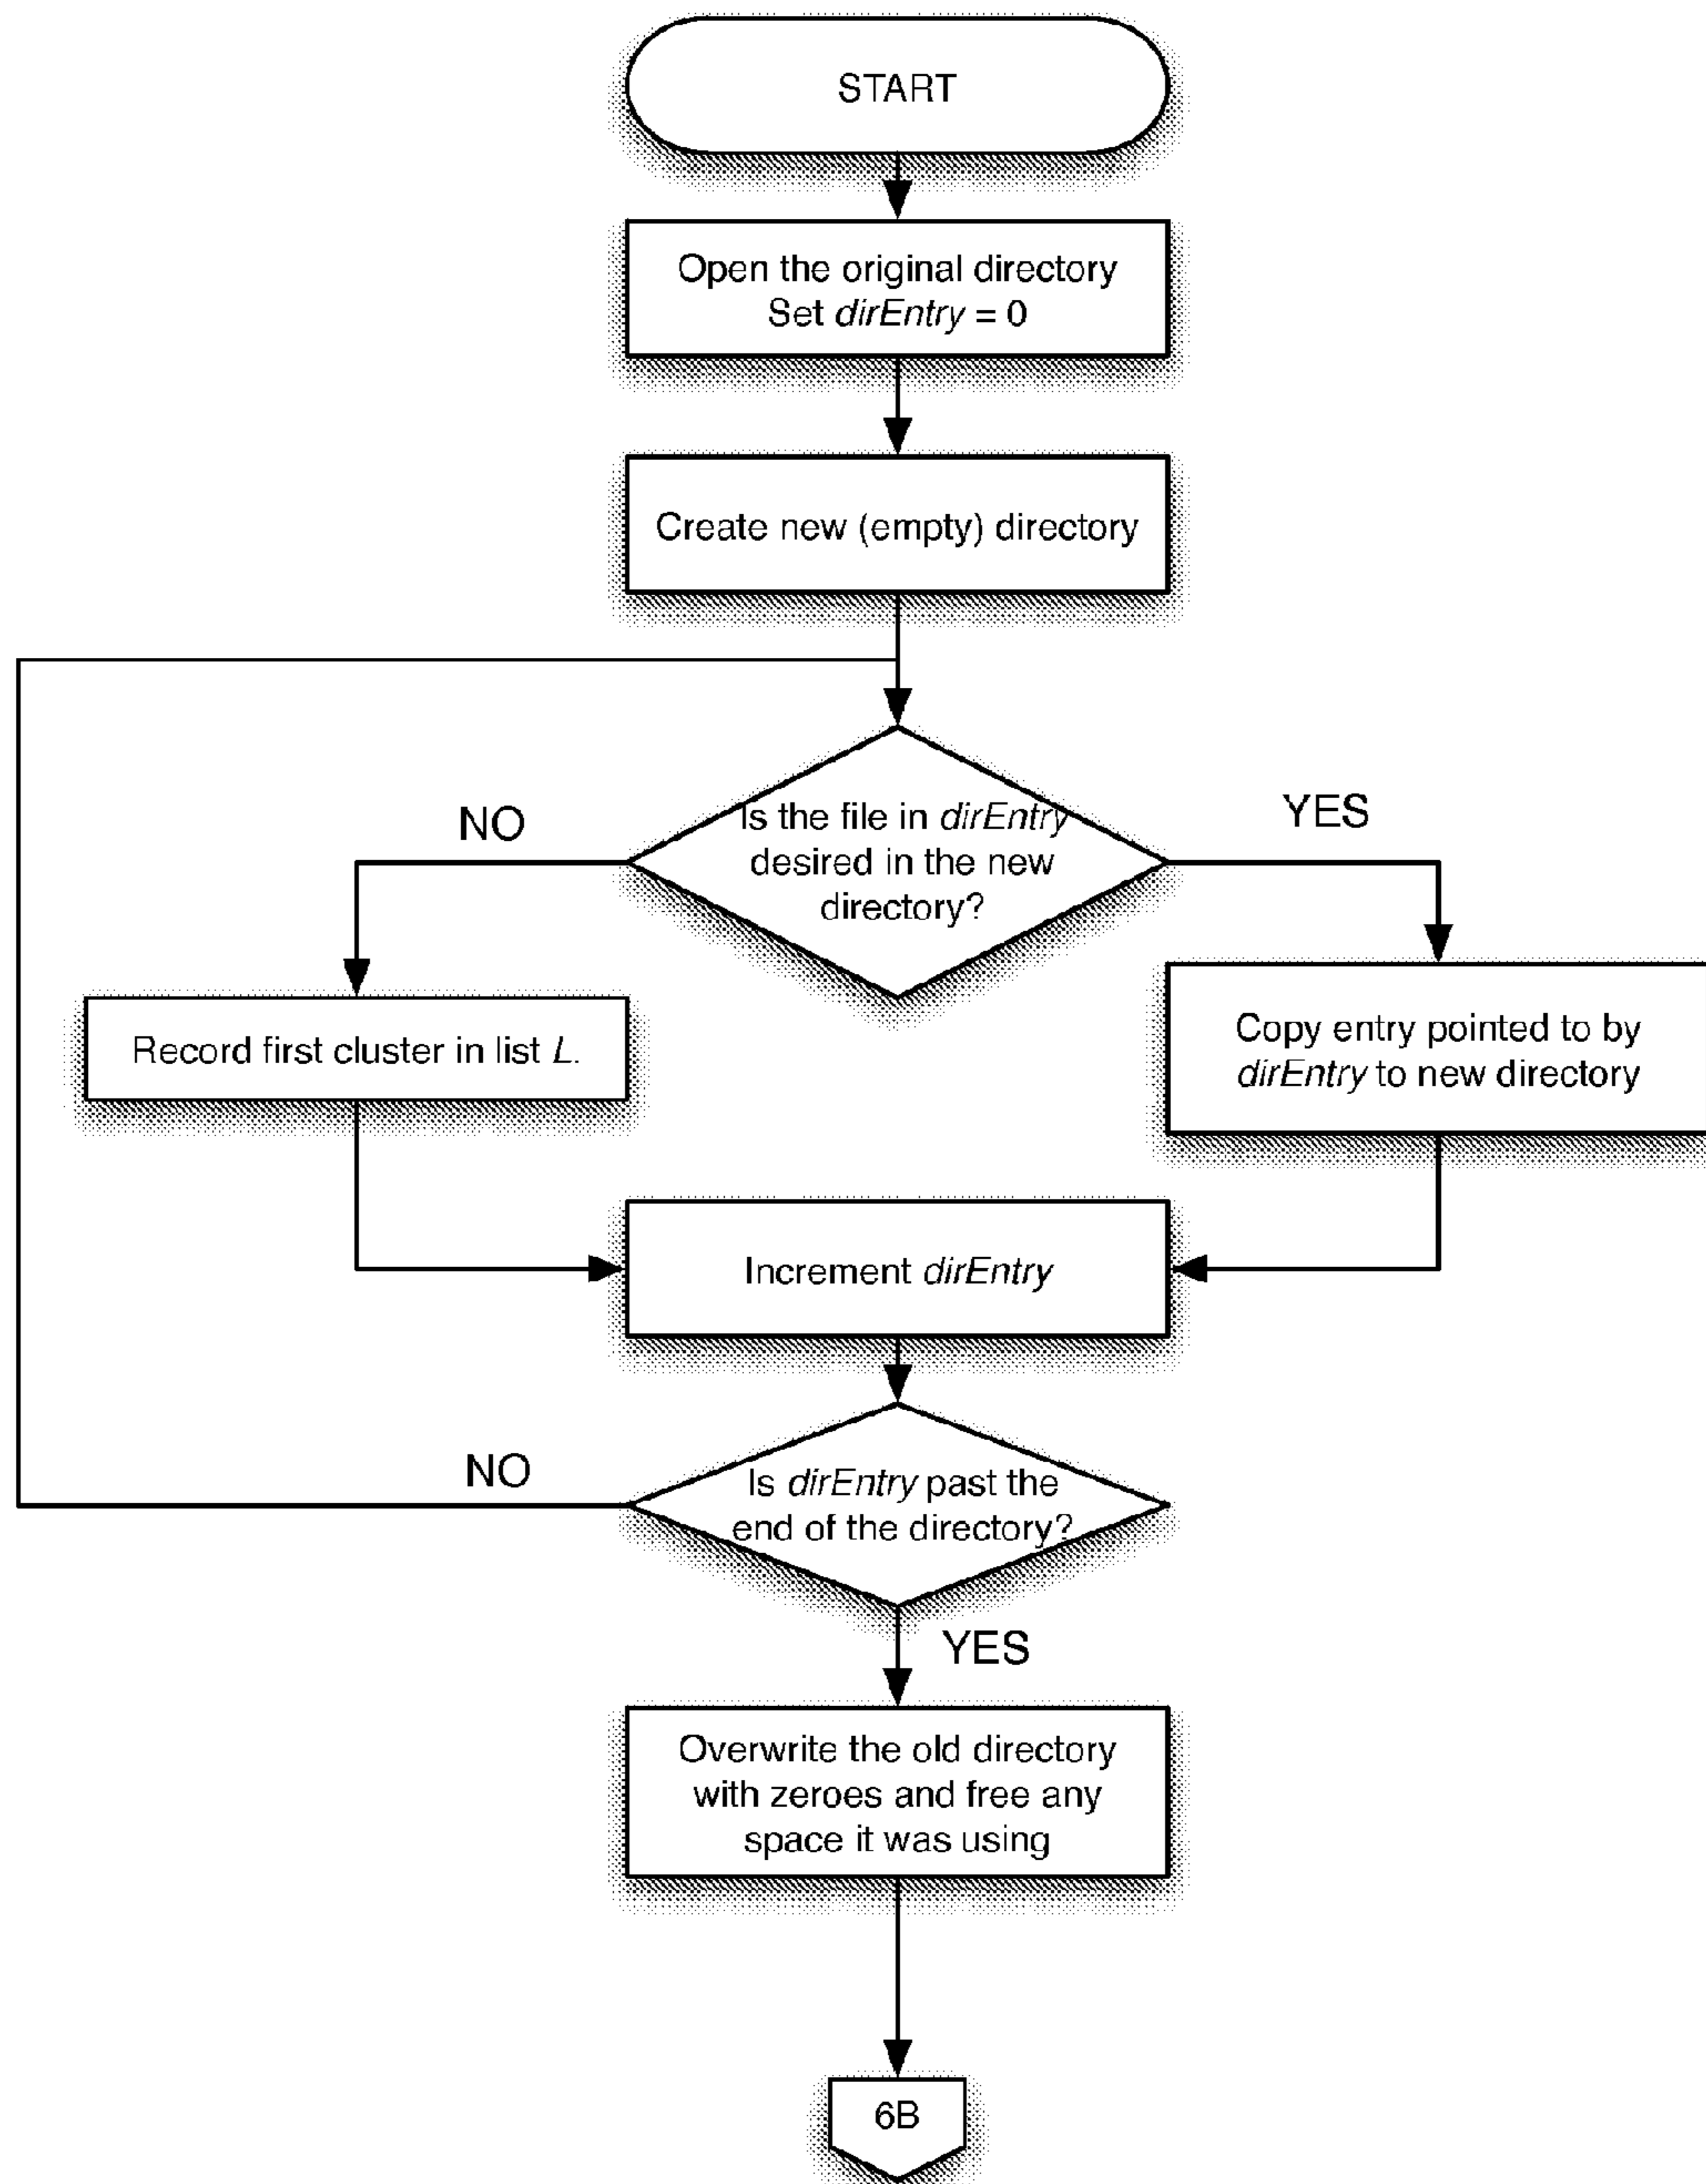 START
Open the original directory
Set dirEntry = 0
Create new (empty) directory
NO
YES
Is the file in dirEntry
desired in the new
directory?
Record first cluster in list L.
Copy entry pointed to by
dirEntry to new directory
Increment dirEntry
NO
Is dirEntry past the
end of the directory?
YES
Overwrite the old directory
with zeroes and free any
space it was using
6B